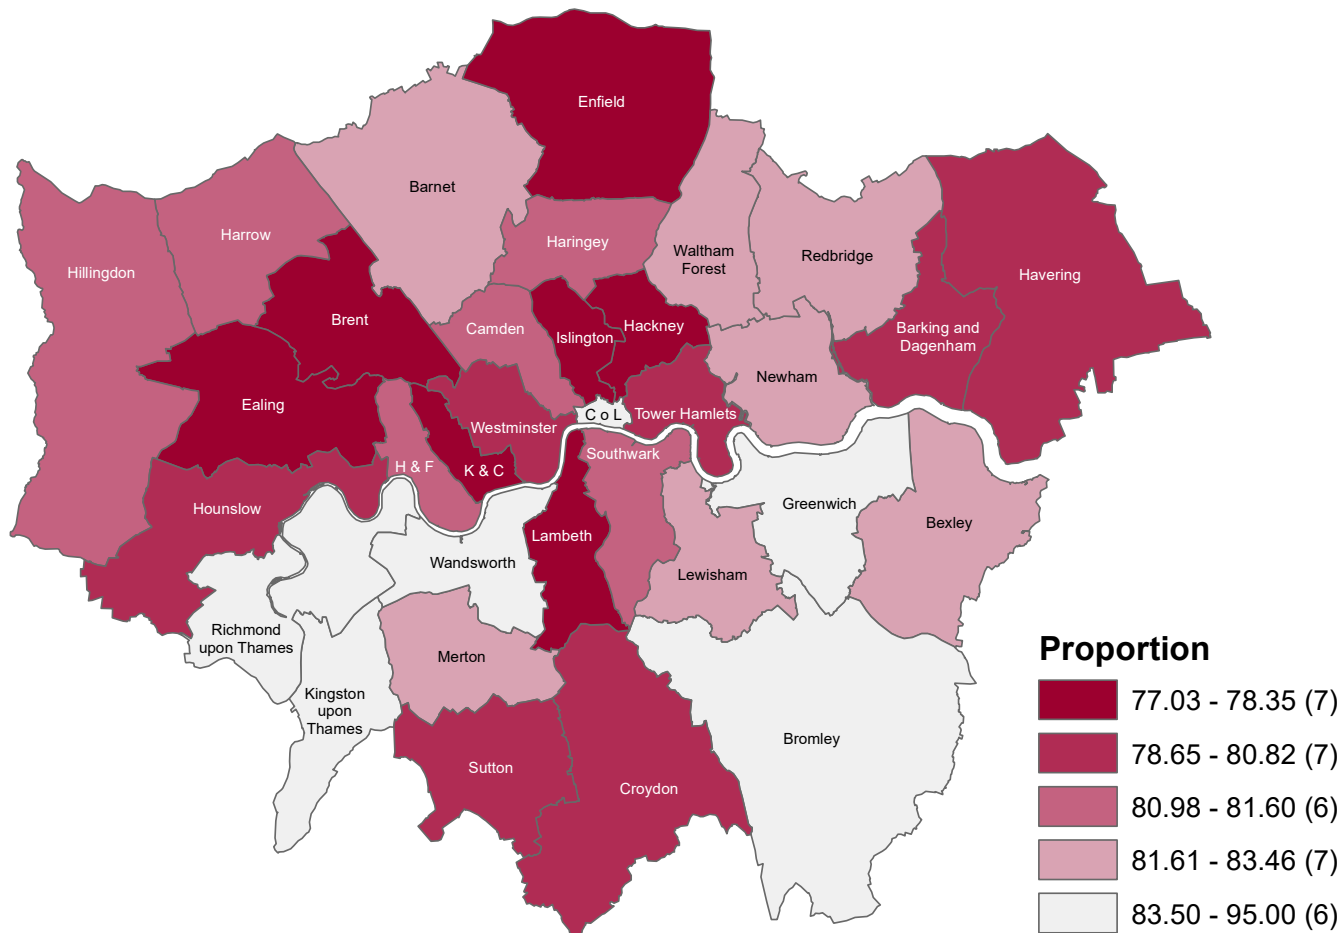 Enfield
Barnet
Harrow
Haringey
Waltham
Forest
Redbridge
Hillingdon
Havering
Brent
Camden
Islington
Hackney
Barking and
Dagenham
Newham
Ealing
C o L
Tower Hamlets
Westminster
Southwark
H & F
K & C
Hounslow
Greenwich
Bexley
Lambeth
Wandsworth
Lewisham
Richmond
upon Thames
Merton
Kingston
upon
Thames
Bromley
Sutton
Croydon
Proportion
77.03 - 78.35 (7)
78.65 - 80.82 (7)
80.98 - 81.60 (6)
81.61 - 83.46 (7)
83.50 - 95.00 (6)